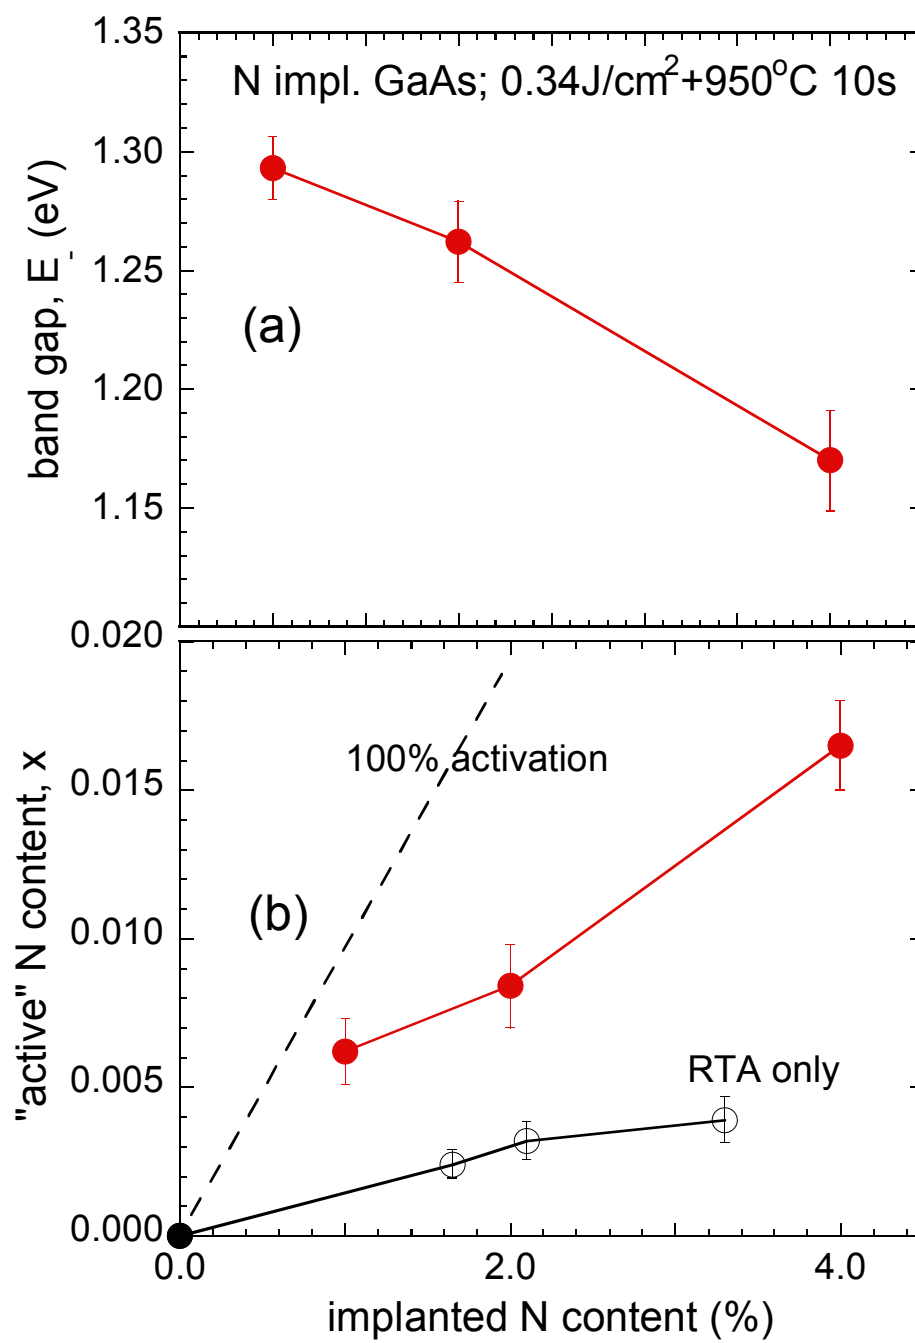 1.35
N impl. GaAs; 0.34J/cm²+950°C 10s
1.30
1.25
1.20
1.15
band gap, E_ (eV)
(a)
0.020
0.015
0.010
0.005
0.000
"active" N content, x
100% activation
(b)
RTA only
0.0 2.0 4.0
implanted N content (%)